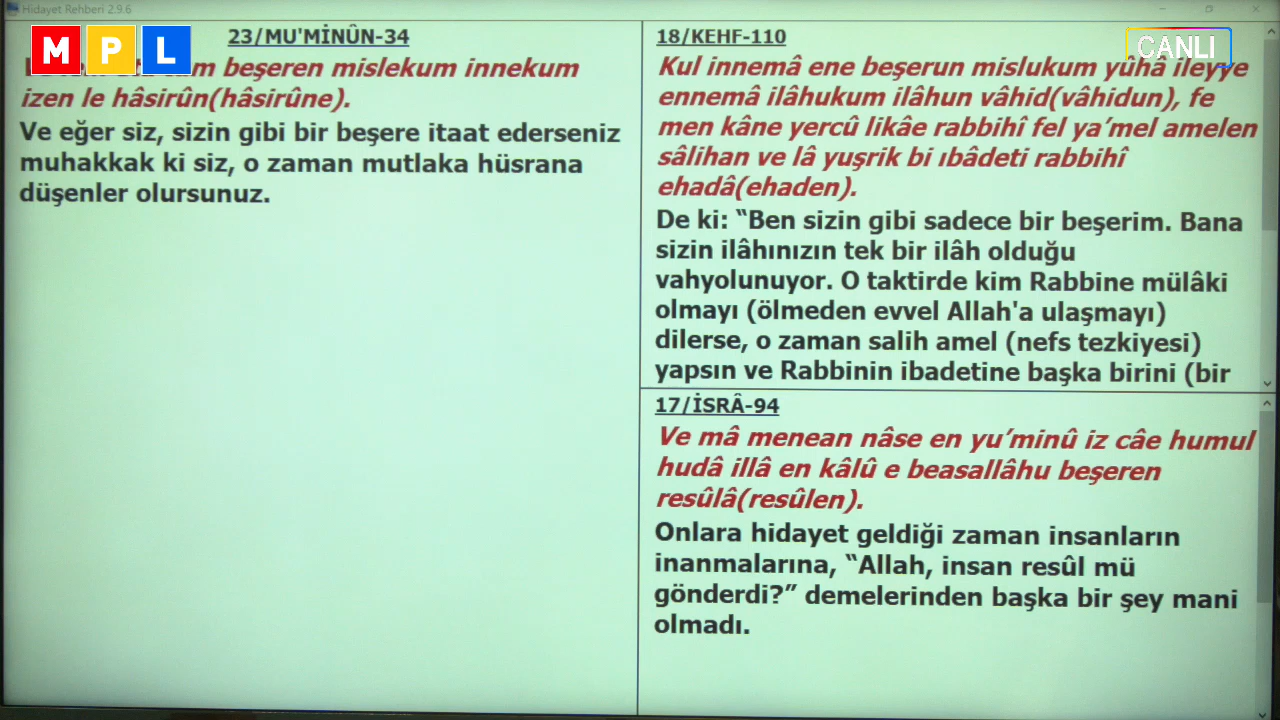 Hidayet Rehberi 2.9.6
MPL
CANLI
23/MU'MİNÛN-34
beşeren mislekum innekum
izen le hâsirûn(hâsirûne).
Ve eğer siz, sizin gibi bir beşere itaat ederseniz
muhakkak ki siz, o zaman mutlaka hüsrana
düşenler olursunuz.
18/KEHF-110
Kul innemâ ene beşerun mislukum yûhâ ileyye
ennemâ ilâhukum ilâhun vâhid(vâhidun), fe
men kâne yercû likâe rabbihî fel ya’mel amelen
sâlihan ve lâ yuşrik bi ıbâdeti rabbihî
ehadâ(ehaden).
De ki: “Ben sizin gibi sadece bir beşerim. Bana
sizin ilâhınızın tek bir ilâh olduğu
vahyolunuyor. O taktirde kim Rabbine mülâki
olmayı (ölmeden evvel Allah'a ulaşmayı)
dilerse, o zaman salih amel (nefs tezkiyesi)
yapsın ve Rabbinin ibadetine başka birini (bir
17/İSRÂ-94
Ve mâ menean nâse en yu’minû iz câe humul
hudâ illâ en kâlû e beasallâhu beşeren
resûlâ(resûlen).
Onlara hidayet geldiği zaman insanların
inanmalarına, “Allah, insan resûl mü
gönderdi?” demelerinden başka bir şey mani
olmadı.